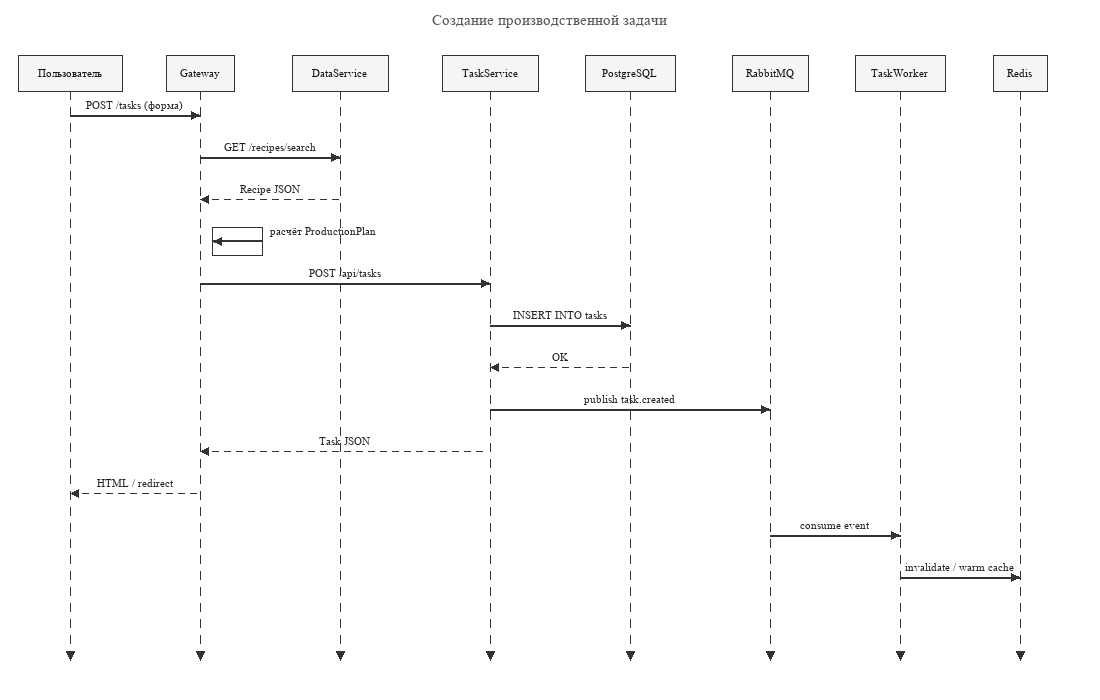 Создание производственной задачи
Пользователь
Gateway
DataService
TaskService
PostgreSQL
RabbitMQ
TaskWorker
Redis
POST /tasks (форма)
GET /recipes/search
Recipe JSON
расчёт ProductionPlan
POST /api/tasks
INSERT INTO tasks
OK
publish task.created
Task JSON
HTML / redirect
consume event
invalidate / warm cache